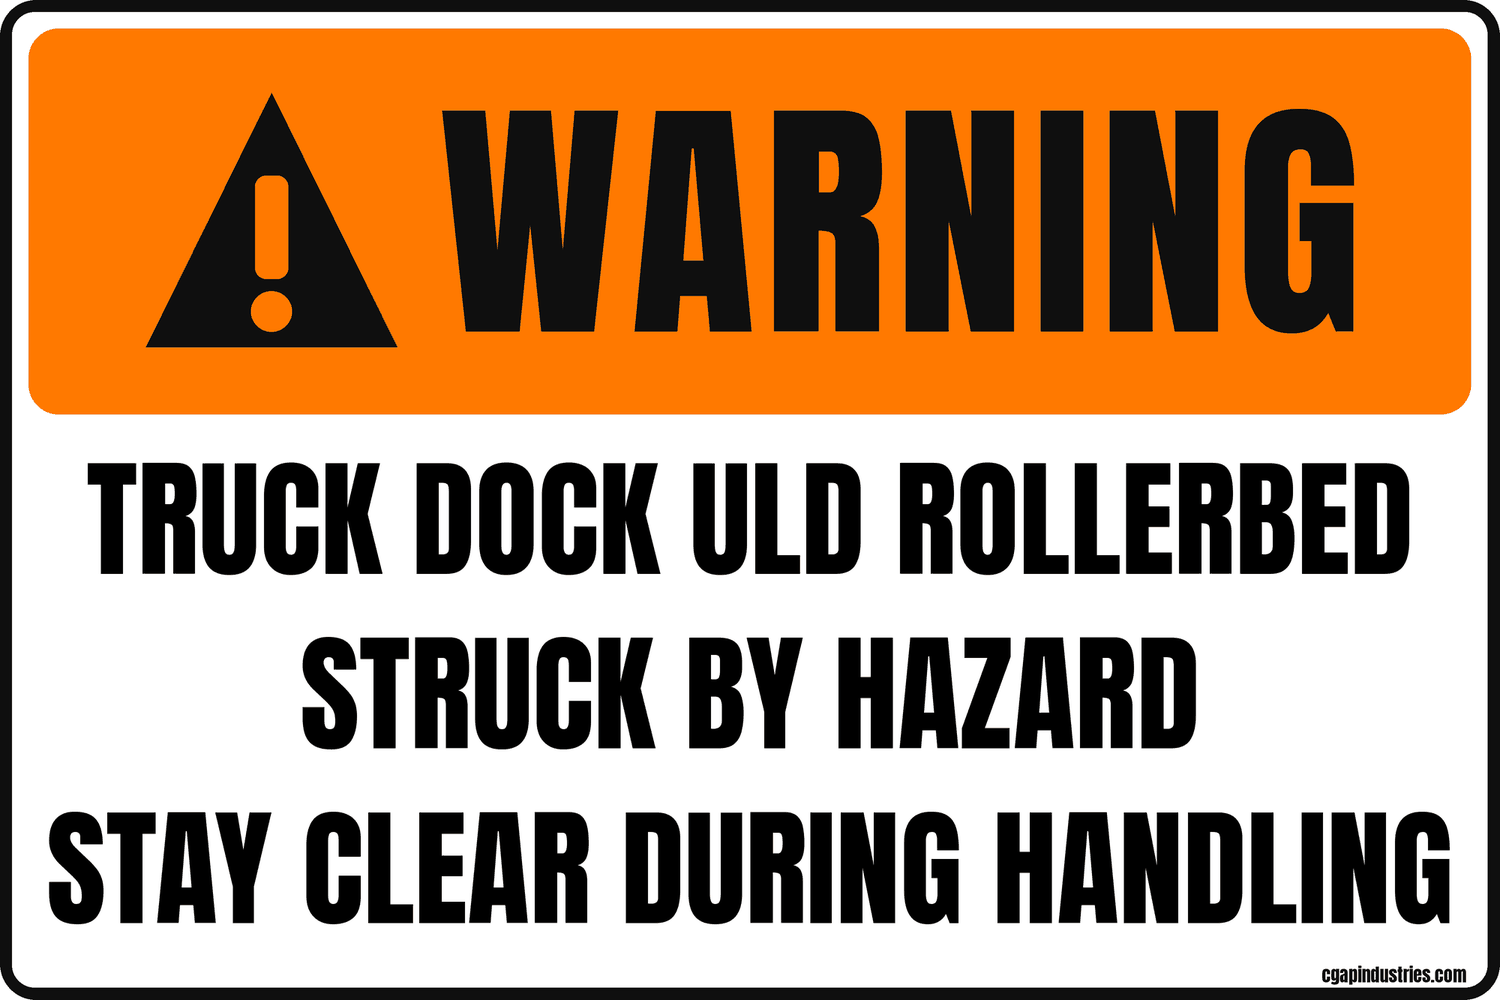 WARNING
TRUCK DOCK ULD ROLLERBED
STRUCK BY HAZARD
STAY CLEAR DURING HANDLING
cgapindustries.com